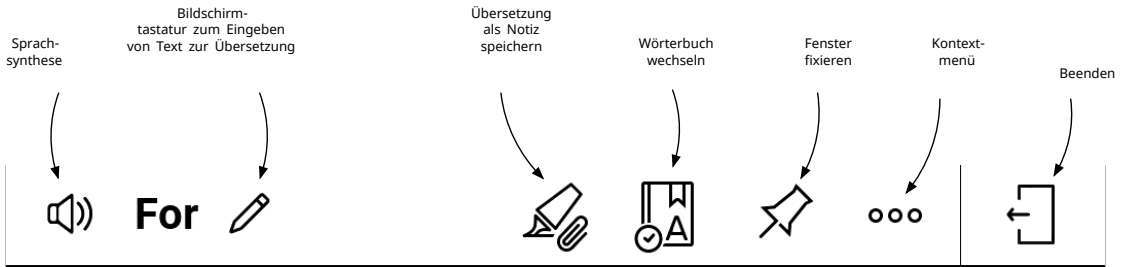 Sprach-
synthese
Bildschirm-
tastatur zum Eingeben
von Text zur Übersetzung
Übersetzung
als Notiz
speichern
Wörterbuch
wechseln
Fenster
fixieren
Kontext-
menü
Beenden
For
A